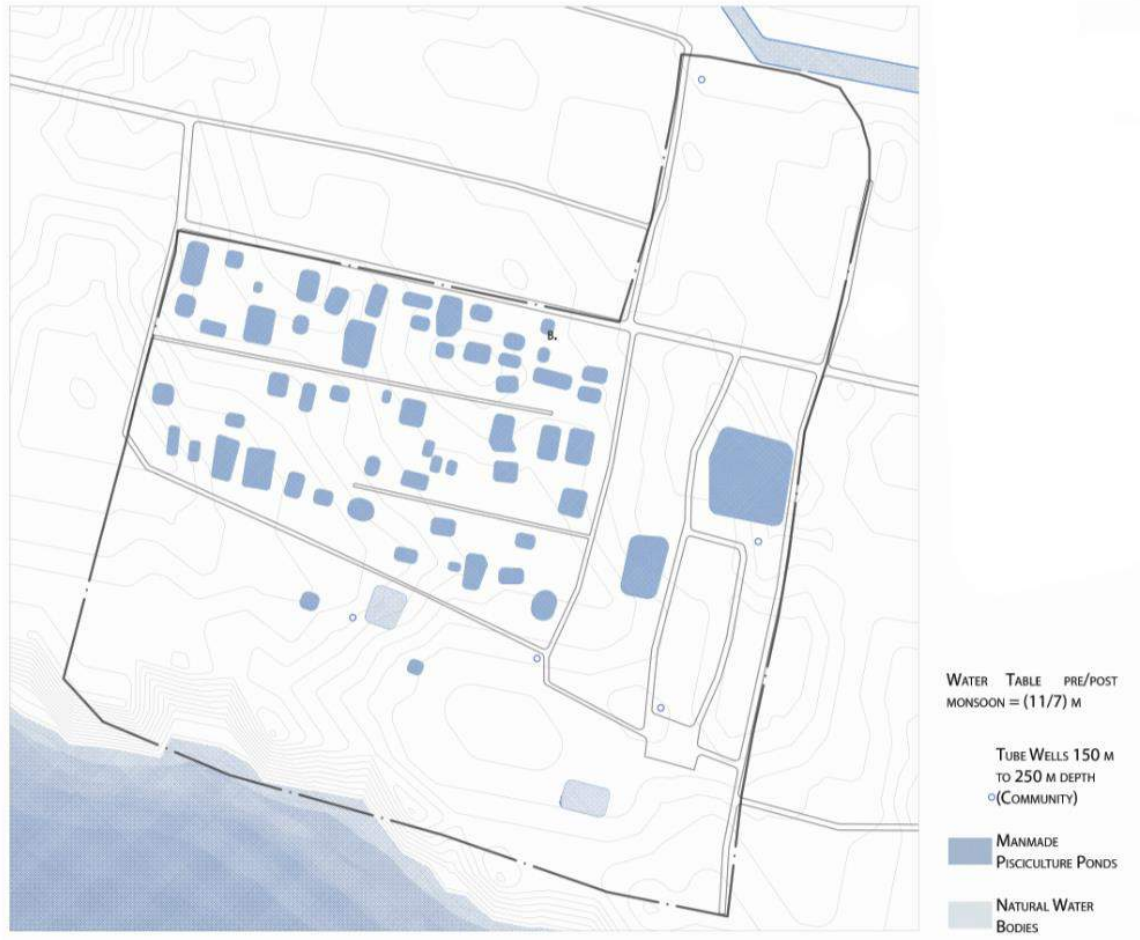 B.
WATER TABLE PRE/POST
MONSOON = (11/7) M
TUBE WELLS 150 M
TO 250 M DEPTH
(COMMUNITY)
MANMADE
PISCICULTURE PONDS
NATURAL WATER
BODIES